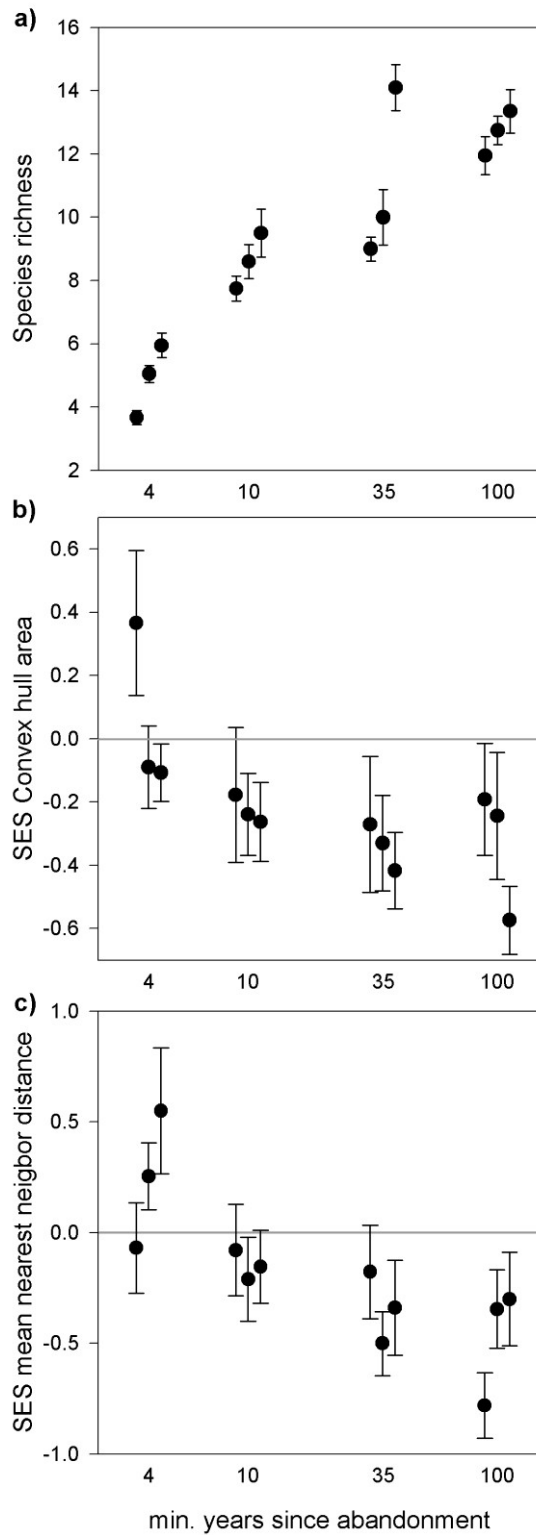 a)
16
14
12
10
8
6
4
2
Species richness
4 10 35 100
b)
0.6
0.4
0.2
0.0
-0.2
-0.4
-0.6
SES Convex hull area
4 10 35 100
c)
1.0
0.5
0.0
-0.5
-1.0
SES mean nearest neigbor distance
4 10 35 100
min. years since abandonment